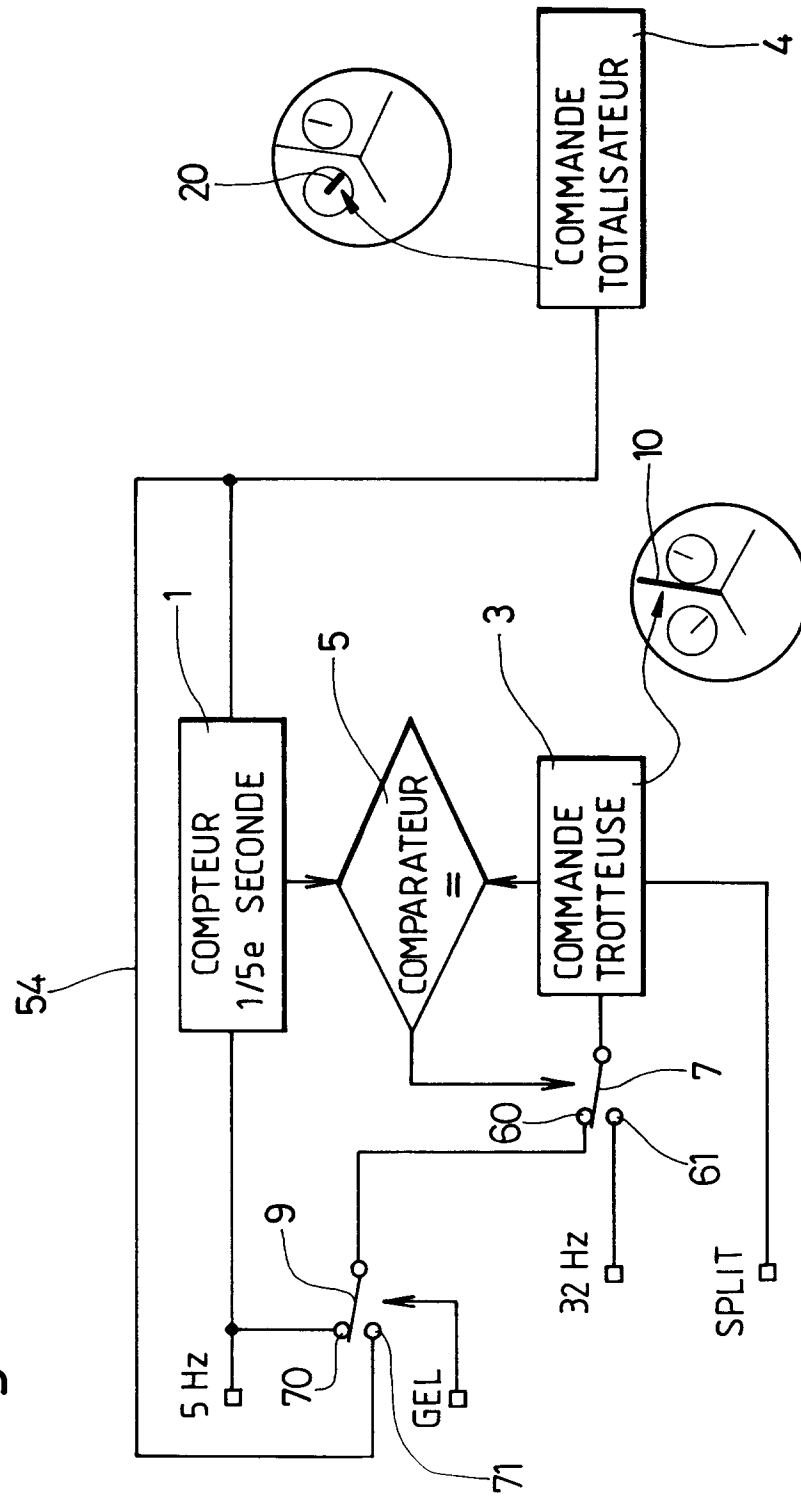 54
5 Hz
70
71
GEL
9
COMPTEUR
1/5e SECONDE
1
COMPARATEUR
=
5
60
61
7
32 Hz
SPLIT
COMMANDE
TROTTEUSE
3
10
20
COMMANDE
TOTALISATEUR
4